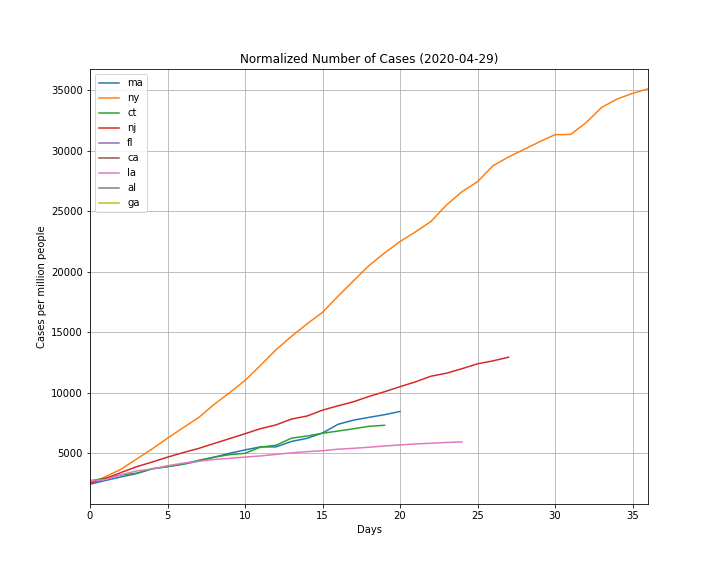 Normalized Number of Cases (2020-04-29)
ma
ny
ct
nj
fl
ca
la
al
ga
35000
30000
25000
20000
15000
10000
5000
Cases per million people
0 5 10 15 20 25 30 35
Days